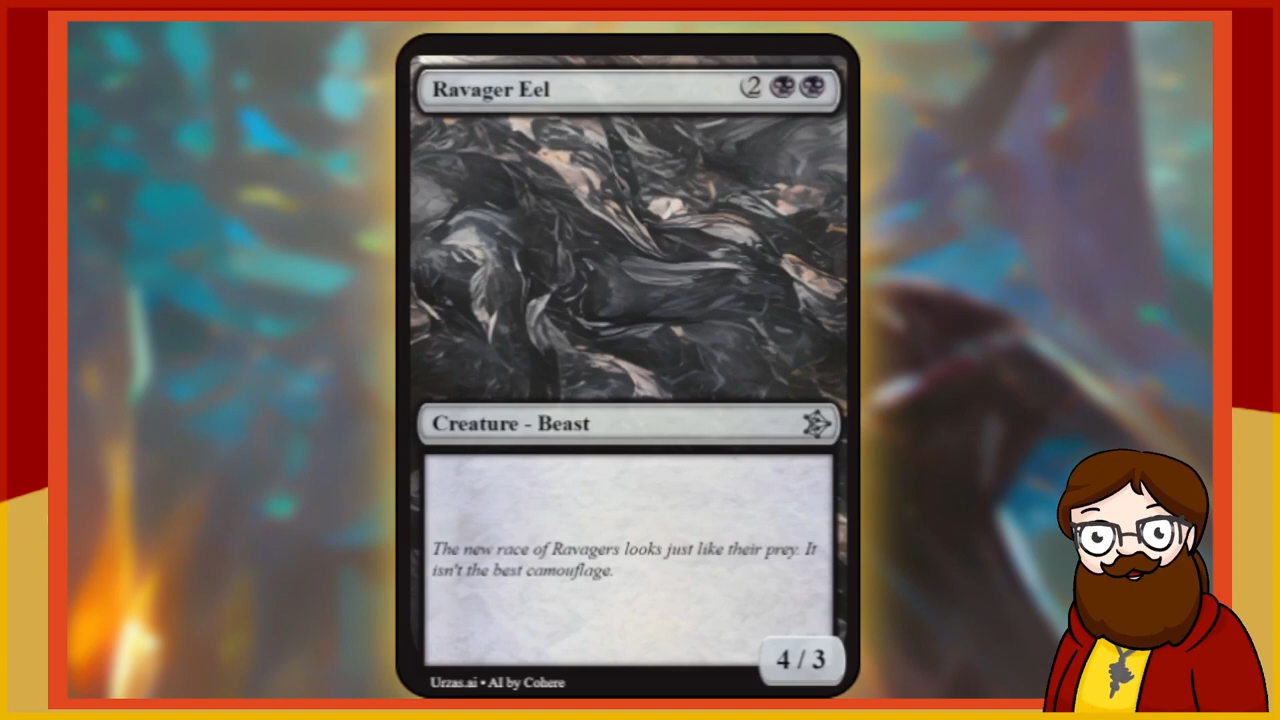 Ravager Eel 2
Creature - Beast
The new race of Ravagers looks just like their prey. It
isn't the best camouflage.
4 / 3
Urzas.ai • AI by Cohere